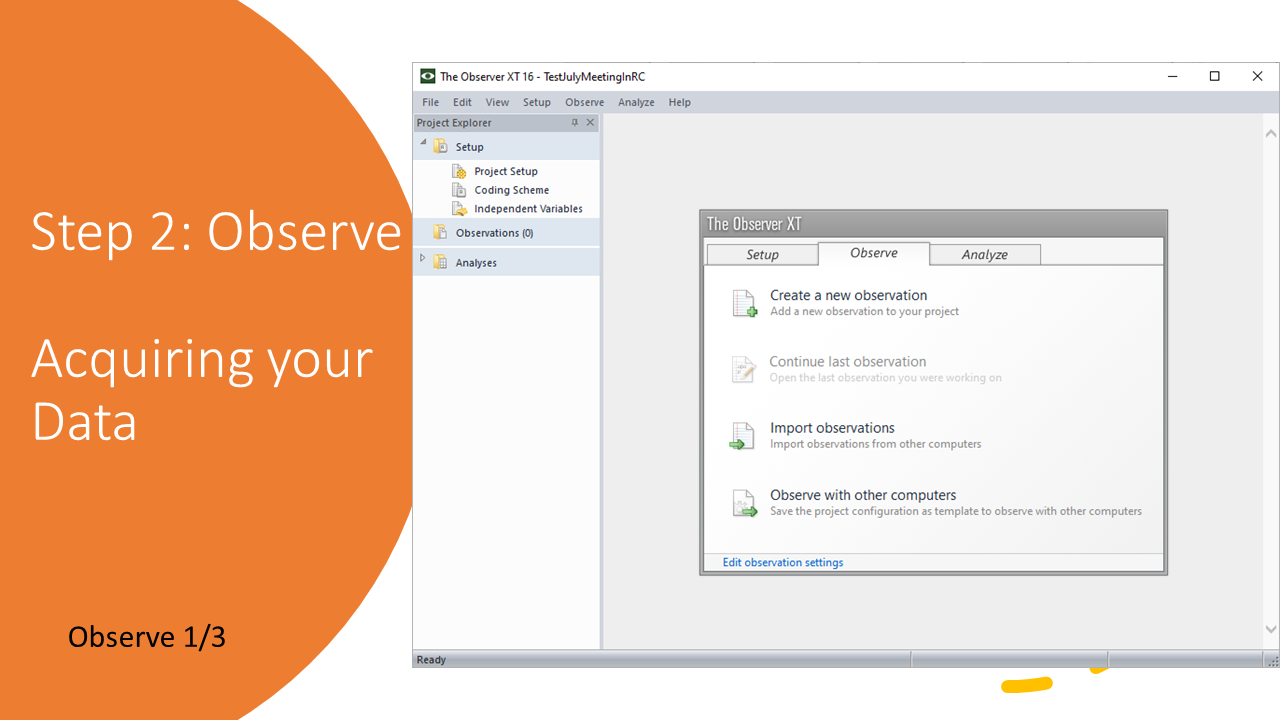 Step 2: Observe
Acquiring your
Data
Observe 1/3
The Observer XT 16 - TestJulyMeetingInRC
File Edit View Setup Observe Analyze Help
Project Explorer
Setup
Project Setup
Coding Scheme
Independent Variables
Observations (0)
Analyses
The Observer XT
Setup Observe Analyze
Create a new observation
Add a new observation to your project
Continue last observation
Open the last observation you were working on
Import observations
Import observations from other computers
Observe with other computers
Save the project configuration as template to observe with other computers
Edit observation settings
Ready